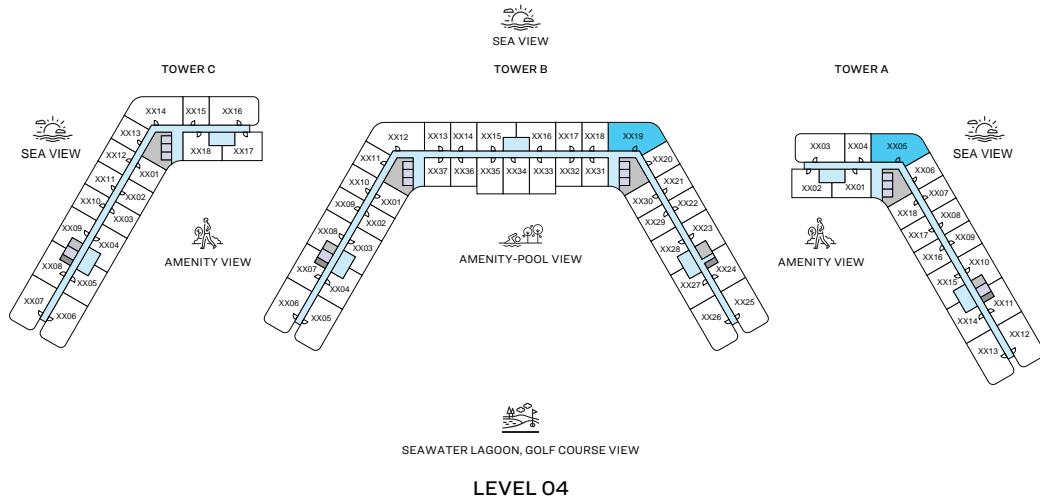 SEA VIEW
TOWER C
TOWER B
TOWER A
SEA VIEW
SEA VIEW
XX14
XX15
XX16
XX13
XX12
XX11
XX10
XX09
XX08
XX07
XX18
XX17
XX01
XX02
XX03
XX04
XX05
XX06
AMENITY VIEW
XX12
XX13
XX14
XX15
XX16
XX17
XX18
XX19
XX11
XX10
XX09
XX08
XX07
XX06
XX37
XX36
XX35
XX34
XX33
XX32
XX31
XX01
XX02
XX03
XX04
XX05
XX20
XX21
XX22
XX23
XX24
XX25
XX30
XX29
XX28
XX27
XX26
AMENITY-POOL VIEW
XX03
XX04
XX05
XX02
XX01
XX06
XX07
XX08
XX09
XX10
XX11
XX12
XX18
XX17
XX16
XX15
XX14
XX13
AMENITY VIEW
SEAWATER LAGOON, GOLF COURSE VIEW
LEVEL 04